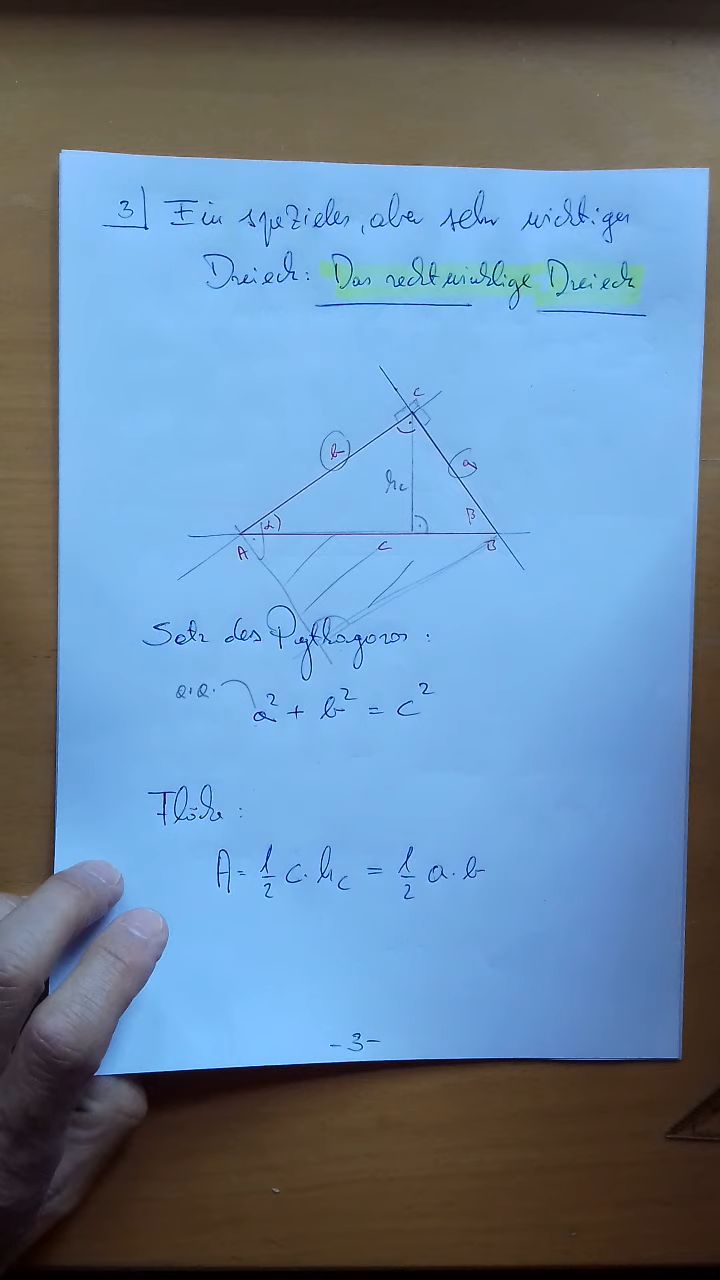 3| Ein spezieller, aber sehr wichtiges
Dreieck: Das rechtwinklige Dreieck
C
b
a
hc
α
β
A
c
B
Satz des Pythagoras:
a·a.
a² + b² = c²
Fläche:
A = 1/2 c · hc = 1/2 a · b
-3-